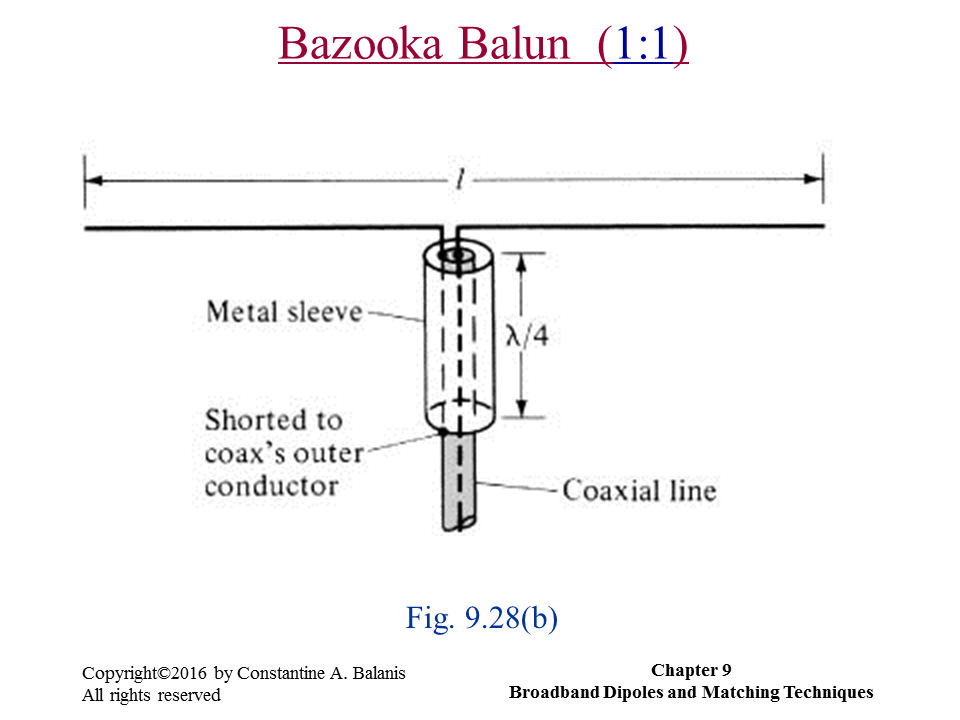 Bazooka Balun (1:1)
l
Metal sleeve
λ/4
Shorted to
coax's outer
conductor
Coaxial line
Fig. 9.28(b)
Copyright©2016 by Constantine A. Balanis
All rights reserved
Chapter 9
Broadband Dipoles and Matching Techniques